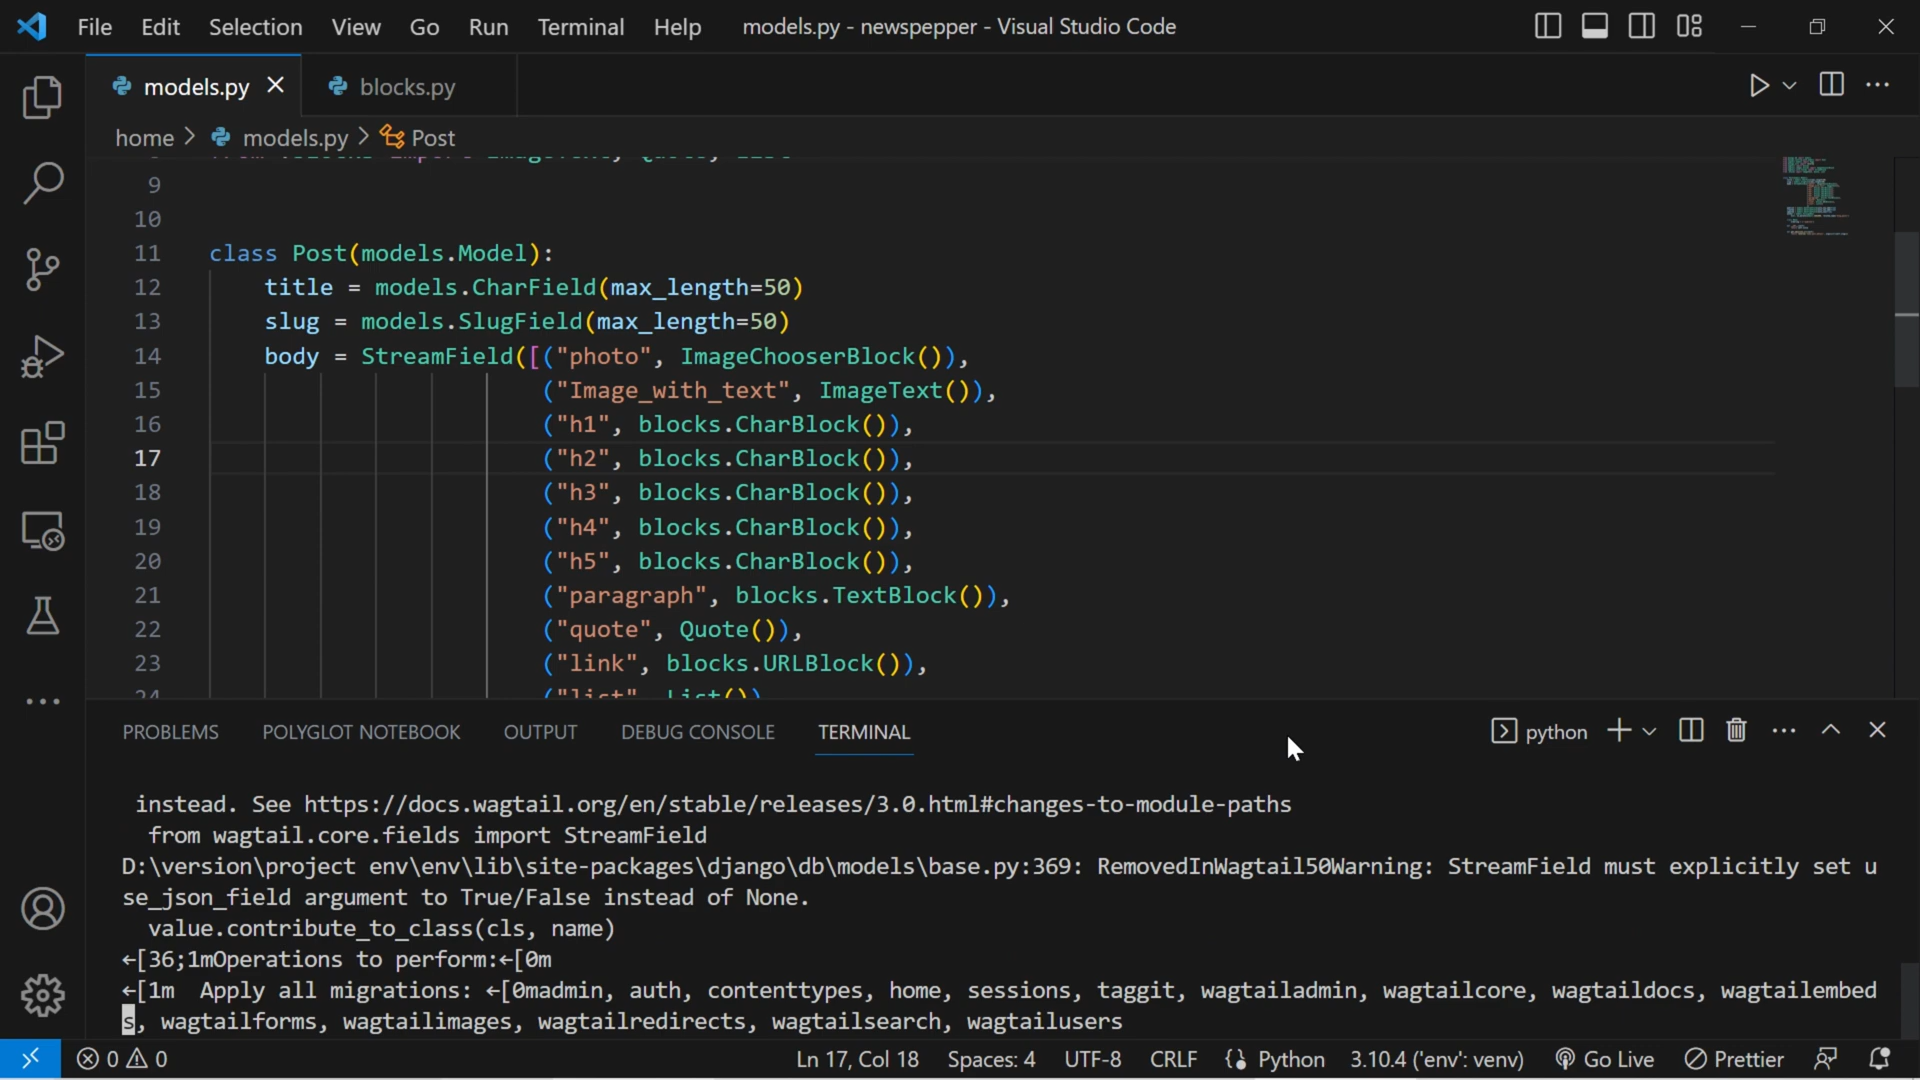 File Edit Selection View Go Run Terminal Help models.py - newspepper - Visual Studio Code
models.py blocks.py
home > models.py > Post
9
10
11 class Post(models.Model):
12 title = models.CharField(max_length=50)
13 slug = models.SlugField(max_length=50)
14 body = StreamField([("photo", ImageChooserBlock()),
15 ("Image_with_text", ImageText()),
16 ("h1", blocks.CharBlock()),
17 ("h2", blocks.CharBlock()),
18 ("h3", blocks.CharBlock()),
19 ("h4", blocks.CharBlock()),
20 ("h5", blocks.CharBlock()),
21 ("paragraph", blocks.TextBlock()),
22 ("quote", Quote()),
23 ("link", blocks.URLBlock()),
24 ("list", List())
PROBLEMS POLYGLOT NOTEBOOK OUTPUT DEBUG CONSOLE TERMINAL python
instead. See https://docs.wagtail.org/en/stable/releases/3.0.html#changes-to-module-paths
from wagtail.core.fields import StreamField
D:\version\project env\env\lib\site-packages\django\db\models\base.py:369: RemovedInWagtail50Warning: StreamField must explicitly set u
se_json_field argument to True/False instead of None.
value.contribute_to_class(cls, name)
←[36;1mOperations to perform:←[0m
←[1m  Apply all migrations: ←[0madmin, auth, contenttypes, home, sessions, taggit, wagtailadmin, wagtailcore, wagtaildocs, wagtailembed
s, wagtailforms, wagtailimages, wagtailredirects, wagtailsearch, wagtailusers
0 0 Ln 17, Col 18 Spaces: 4 UTF-8 CRLF Python 3.10.4 ('env': venv) Go Live Prettier